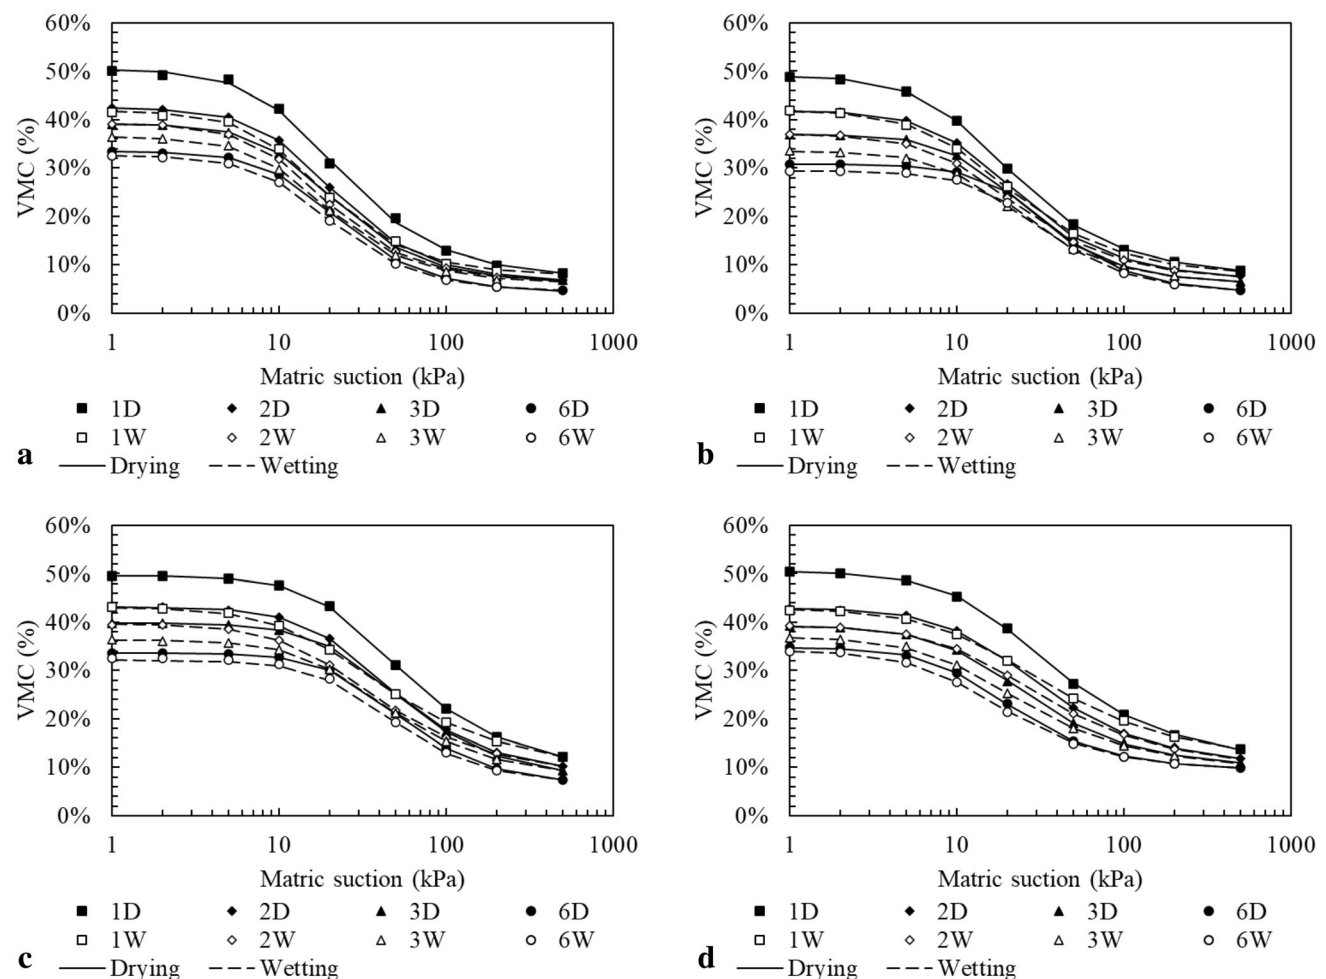 60%
50%
40%
30%
20%
10%
0%
VMC (%)
1 10 100 1000
Matric suction (kPa)
1D 2D 3D 6D
1W 2W 3W 6W
Drying Wetting
a
60%
50%
40%
30%
20%
10%
0%
VMC (%)
1 10 100 1000
Matric suction (kPa)
1D 2D 3D 6D
1W 2W 3W 6W
Drying Wetting
b
60%
50%
40%
30%
20%
10%
0%
VMC (%)
1 10 100 1000
Matric suction (kPa)
1D 2D 3D 6D
1W 2W 3W 6W
Drying Wetting
c
60%
50%
40%
30%
20%
10%
0%
VMC (%)
1 10 100 1000
Matric suction (kPa)
1D 2D 3D 6D
1W 2W 3W 6W
Drying Wetting
d